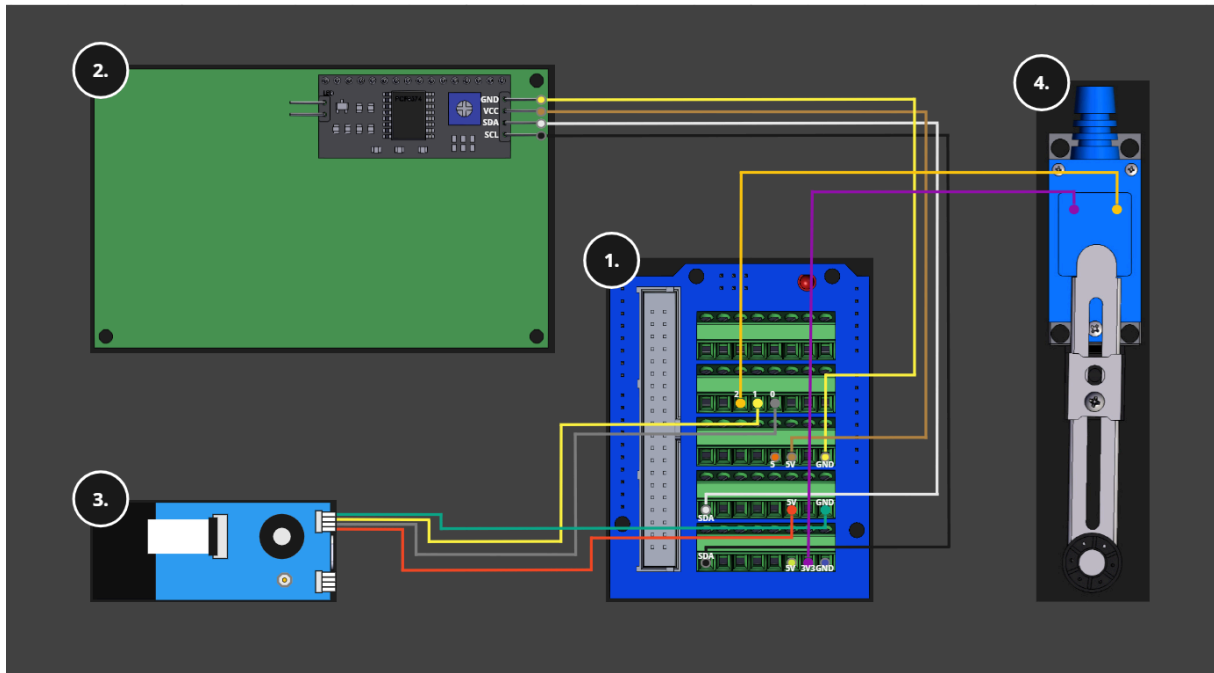 2.
GND
VCC
SDA
SCL
4.
1.
2 1 0
5 5V GND
3.
5V GND
SDA
SDA
5V 3V3 GND